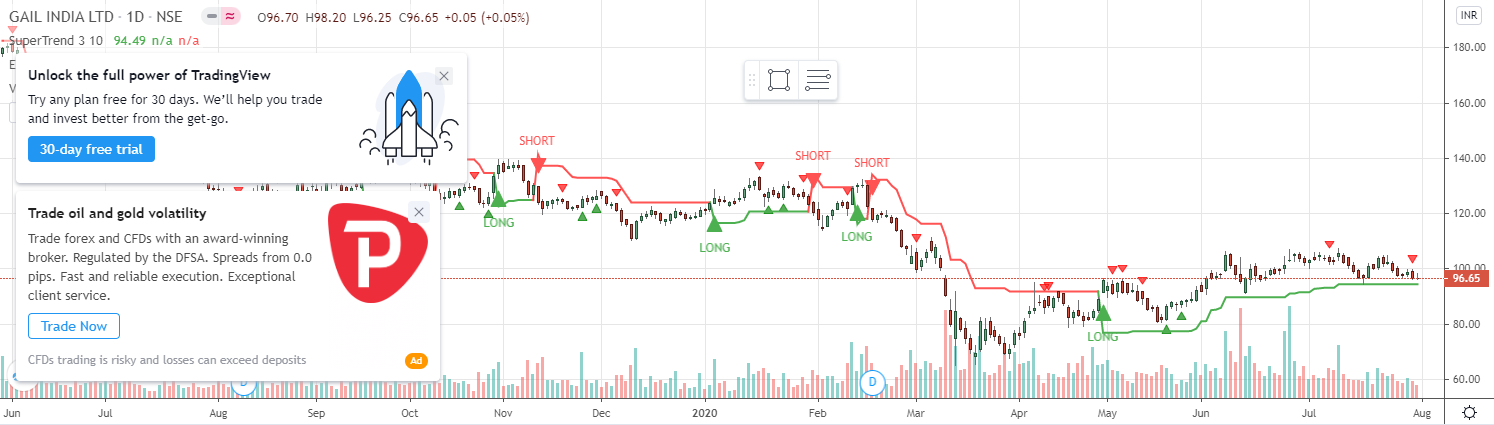 GAIL INDIA LTD · 1D · NSE O96.70 H98.20 L96.25 C96.65 +0.05 (+0.05%)
INR
SuperTrend 3 10 94.49 n/a n/a
Unlock the full power of TradingView
Try any plan free for 30 days. We'll help you trade
and invest better from the get-go.
30-day free trial
Trade oil and gold volatility
Trade forex and CFDs with an award-winning
broker. Regulated by the DFSA. Spreads from 0.0
pips. Fast and reliable execution. Exceptional
client service.
Trade Now
CFDs trading is risky and losses can exceed deposits
Ad
P
SHORT
LONG
LONG
SHORT
SHORT
LONG
LONG
D
D
180.00
160.00
140.00
120.00
100.00
96.65
80.00
60.00
Jun Jul Aug Sep Oct Nov Dec 2020 Feb Mar Apr May Jun Jul Aug